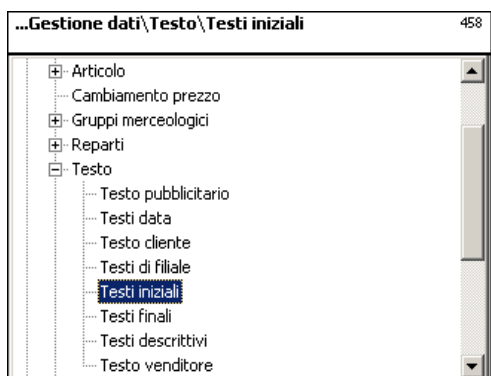 ...Gestione dati\Testo\Testi iniziali 458
Articolo
Cambiamento prezzo
Gruppi merceologici
Reparti
Testo
Testo pubblicitario
Testi data
Testo cliente
Testi di filiale
Testi iniziali
Testi finali
Testi descrittivi
Testo venditore